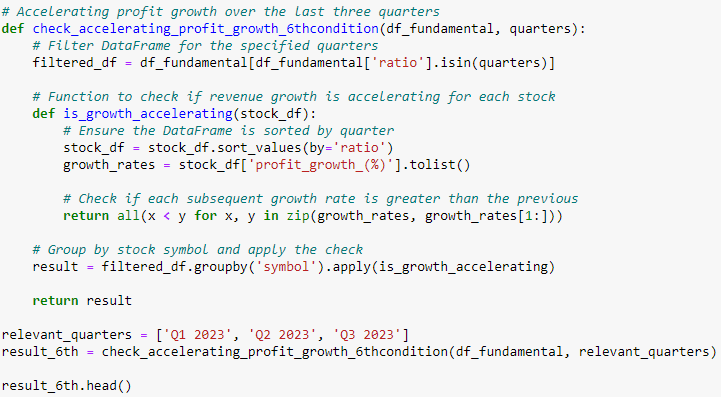 # Accelerating profit growth over the last three quarters
def check_accelerating_profit_growth_6thcondition(df_fundamental, quarters):
    # Filter DataFrame for the specified quarters
    filtered_df = df_fundamental[df_fundamental['ratio'].isin(quarters)]

    # Function to check if revenue growth is accelerating for each stock
    def is_growth_accelerating(stock_df):
        # Ensure the DataFrame is sorted by quarter
        stock_df = stock_df.sort_values(by='ratio')
        growth_rates = stock_df['profit_growth_(%)'].tolist()

        # Check if each subsequent growth rate is greater than the previous
        return all(x < y for x, y in zip(growth_rates, growth_rates[1:]))

    # Group by stock symbol and apply the check
    result = filtered_df.groupby('symbol').apply(is_growth_accelerating)

    return result

relevant_quarters = ['Q1 2023', 'Q2 2023', 'Q3 2023']
result_6th = check_accelerating_profit_growth_6thcondition(df_fundamental, relevant_quarters)

result_6th.head()